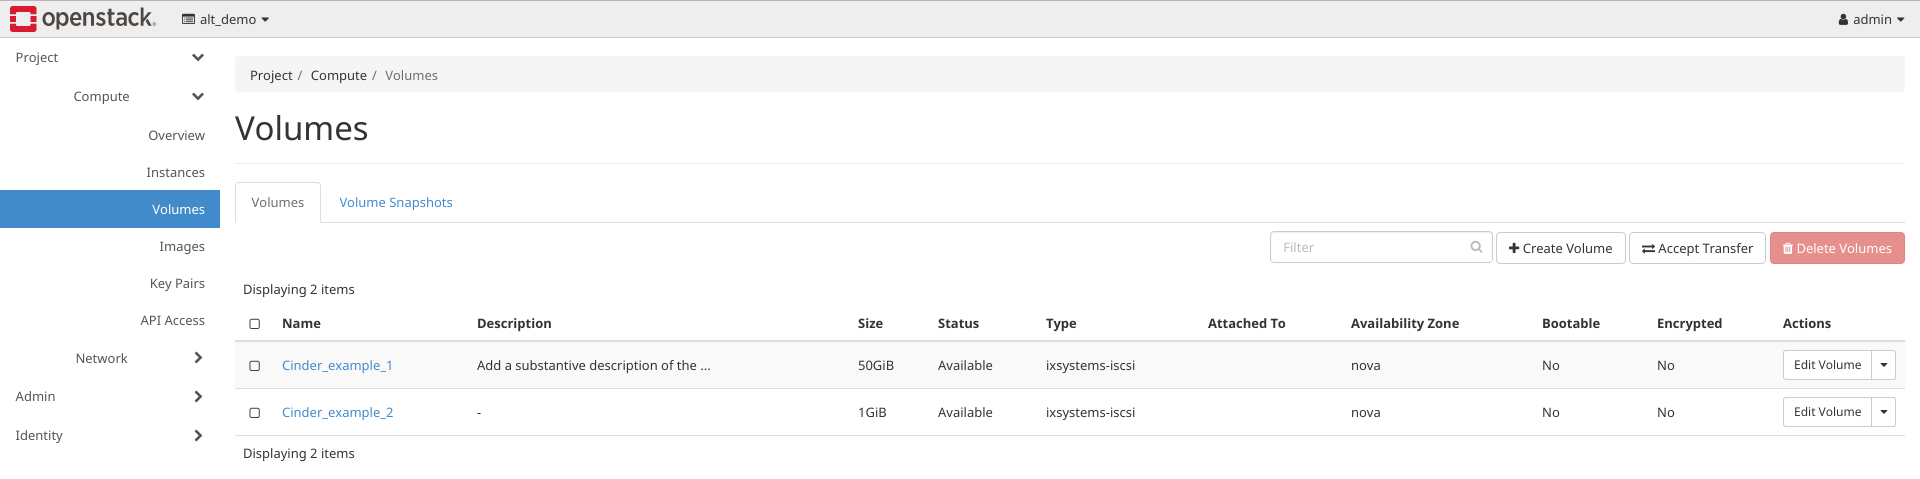 openstack. alt_demo admin
Project
Project / Compute / Volumes
Compute
Volumes
Overview
Instances
Volumes
Images
Key Pairs
API Access
Network
Admin
Identity
Volumes Volume Snapshots
Filter Create Volume Accept Transfer Delete Volumes
Displaying 2 items
Name Description Size Status Type Attached To Availability Zone Bootable Encrypted Actions
Cinder_example_1 Add a substantive description of the ... 50GiB Available ixsystems-iscsi nova No No Edit Volume
Cinder_example_2 - 1GiB Available ixsystems-iscsi nova No No Edit Volume
Displaying 2 items